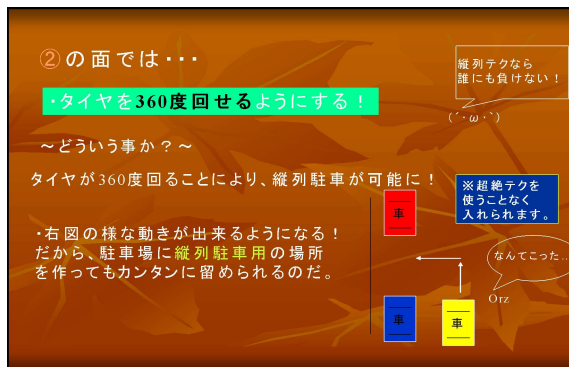 ②の面では・・・
縦列テクなら
誰にも負けない！
・タイヤを360度回せるようにする！
(´・ω・`)
～どういう事か？～
タイヤが360度回ることにより、縦列駐車が可能に！
※超絶テクを
使うことなく
入れられます。
車
・右図の様な動きが出来るようになる！
だから、駐車場に縦列駐車用の場所
を作ってもカンタンに留められるのだ。
なんてこった…
Orz
車
車